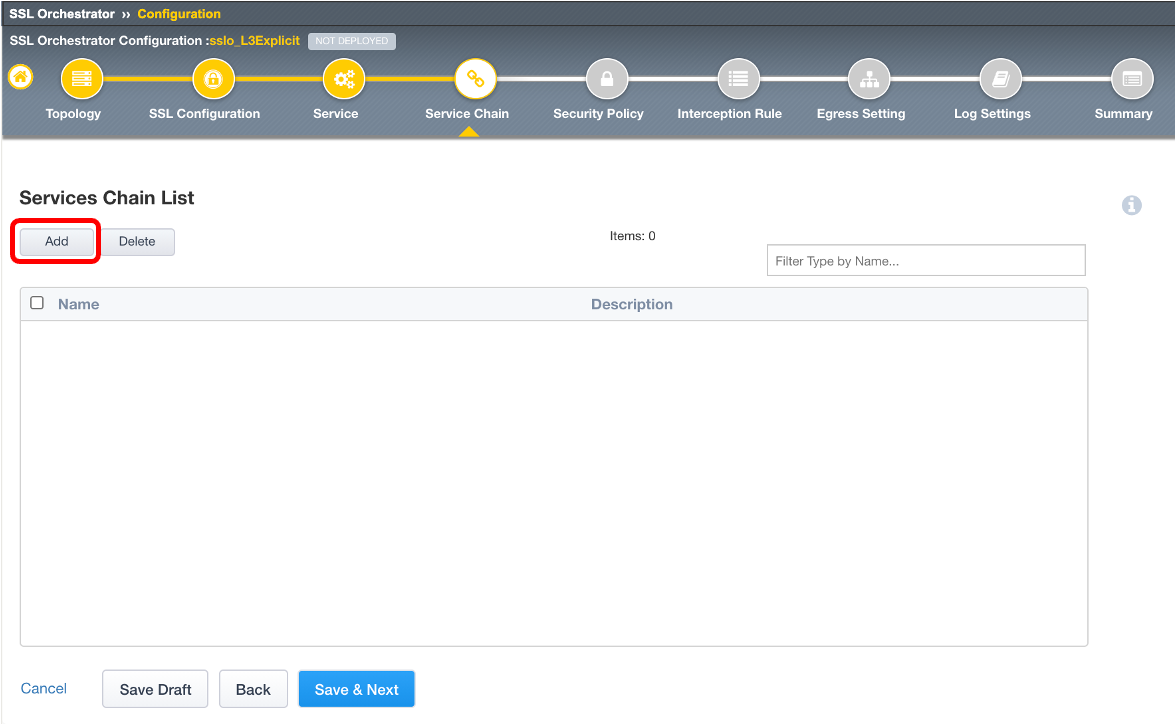 SSL Orchestrator ›› Configuration
SSL Orchestrator Configuration :sslo_L3Explicit NOT DEPLOYED
Topology SSL Configuration Service Service Chain Security Policy Interception Rule Egress Setting Log Settings Summary
Services Chain List
Add Delete Items: 0
Filter Type by Name...
Name Description
Cancel Save Draft Back Save & Next